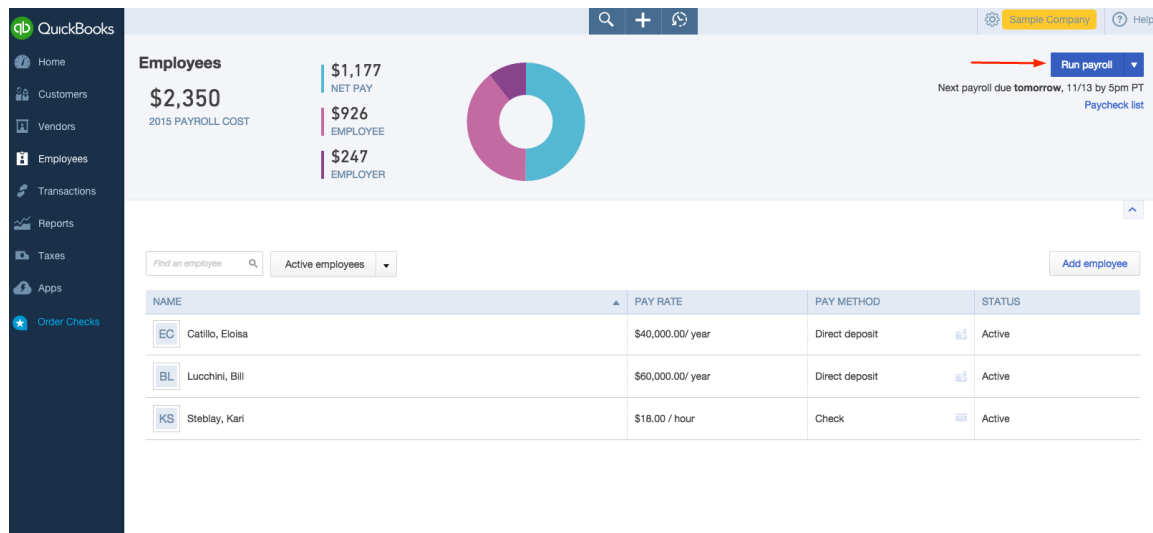 qb QuickBooks
Sample Company
Help
Home
Customers
Vendors
Employees
Transactions
Reports
Taxes
Apps
Order Checks
Employees
$2,350
2015 PAYROLL COST
$1,177
NET PAY
$926
EMPLOYEE
$247
EMPLOYER
Run payroll
Next payroll due tomorrow, 11/13 by 5pm PT
Paycheck list
Find an employee
Active employees
Add employee
NAME PAY RATE PAY METHOD STATUS
EC Catillo, Eloisa $40,000.00/ year Direct deposit Active
BL Lucchini, Bill $60,000.00/ year Direct deposit Active
KS Steblay, Kari $18.00 / hour Check Active